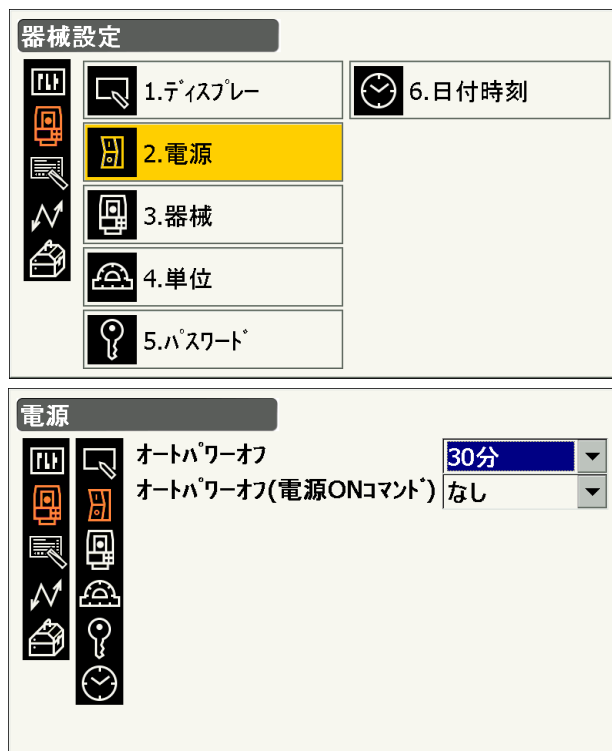 器械設定
1.ﾃﾞｨｽﾌﾟﾚｰ
6.日付時刻
2.電源
3.器械
4.単位
5.ﾊﾟｽﾜｰﾄﾞ
電源
ｵｰﾄﾊﾟﾜｰｵﾌ 30分
ｵｰﾄﾊﾟﾜｰｵﾌ(電源ONｺﾏﾝﾄﾞ) なし